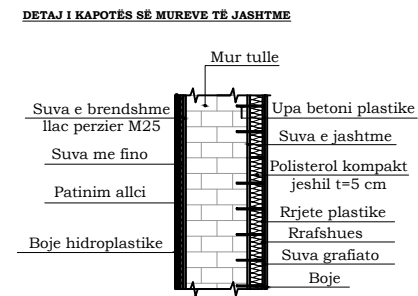 DETAJ I KAPOTËS SË MUREVE TË JASHTME
Mur tulle
Suva e brendshme
llac perzier M25
Suva me fino
Patinim allci
Boje hidroplastike
Upa betoni plastike
Suva e jashtme
Polisterol kompakt
jeshil t=5 cm
Rrjete plastike
Rrafshues
Suva grafiato
Boje